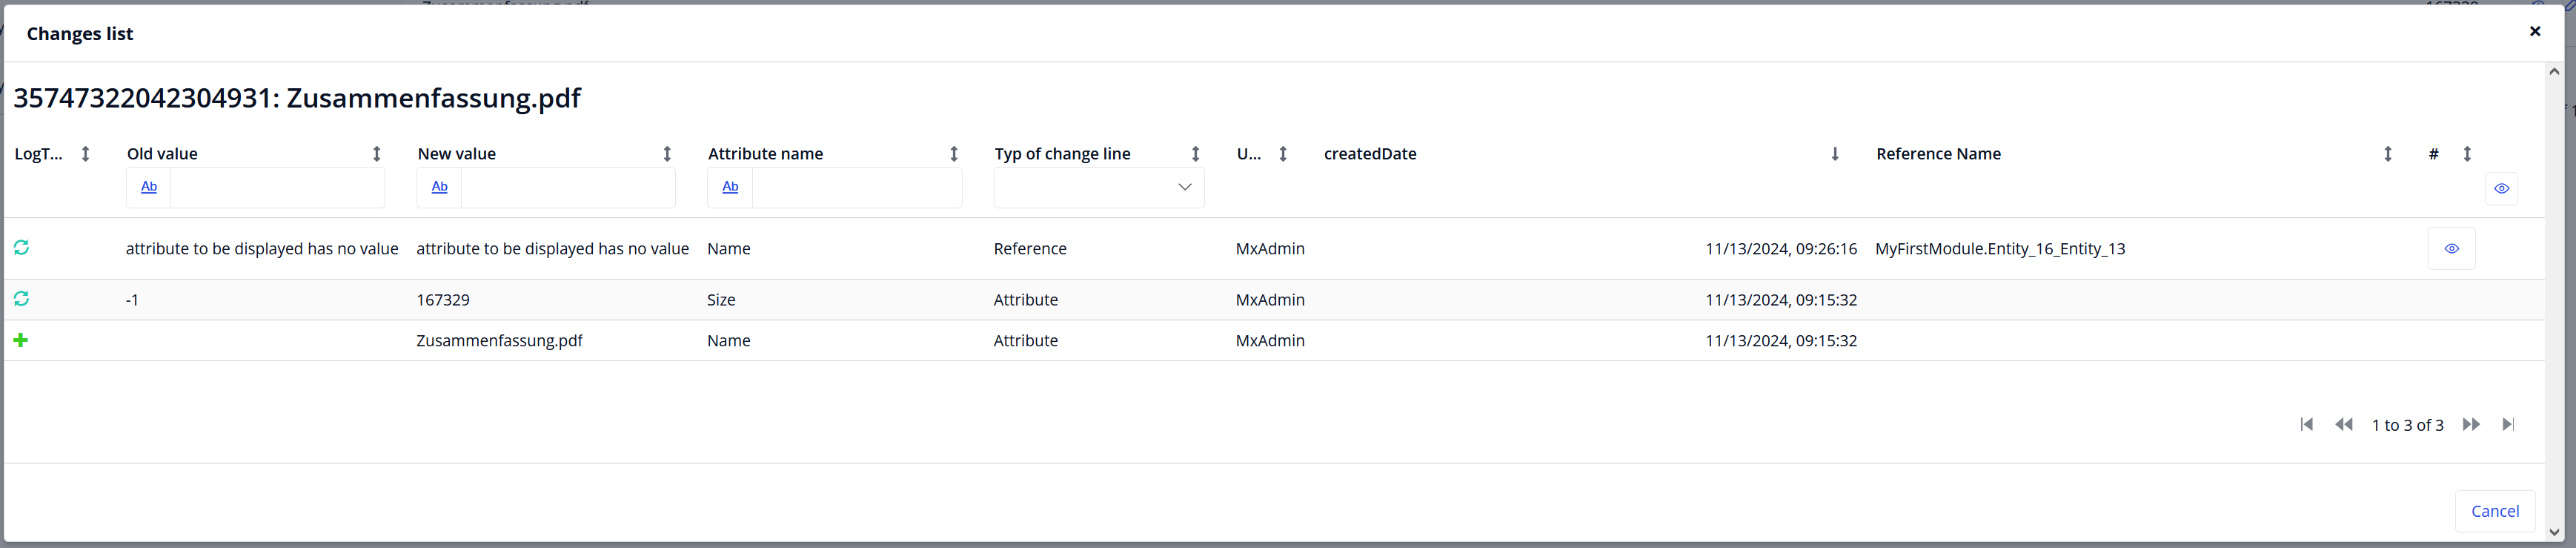 Changes list
35747322042304931: Zusammenfassung.pdf
LogT... Old value New value Attribute name Typ of change line U... createdDate Reference Name #
Ab Ab Ab
attribute to be displayed has no value attribute to be displayed has no value Name Reference MxAdmin 11/13/2024, 09:26:16 MyFirstModule.Entity_16_Entity_13
-1 167329 Size Attribute MxAdmin 11/13/2024, 09:15:32
Zusammenfassung.pdf Name Attribute MxAdmin 11/13/2024, 09:15:32
1 to 3 of 3
Cancel